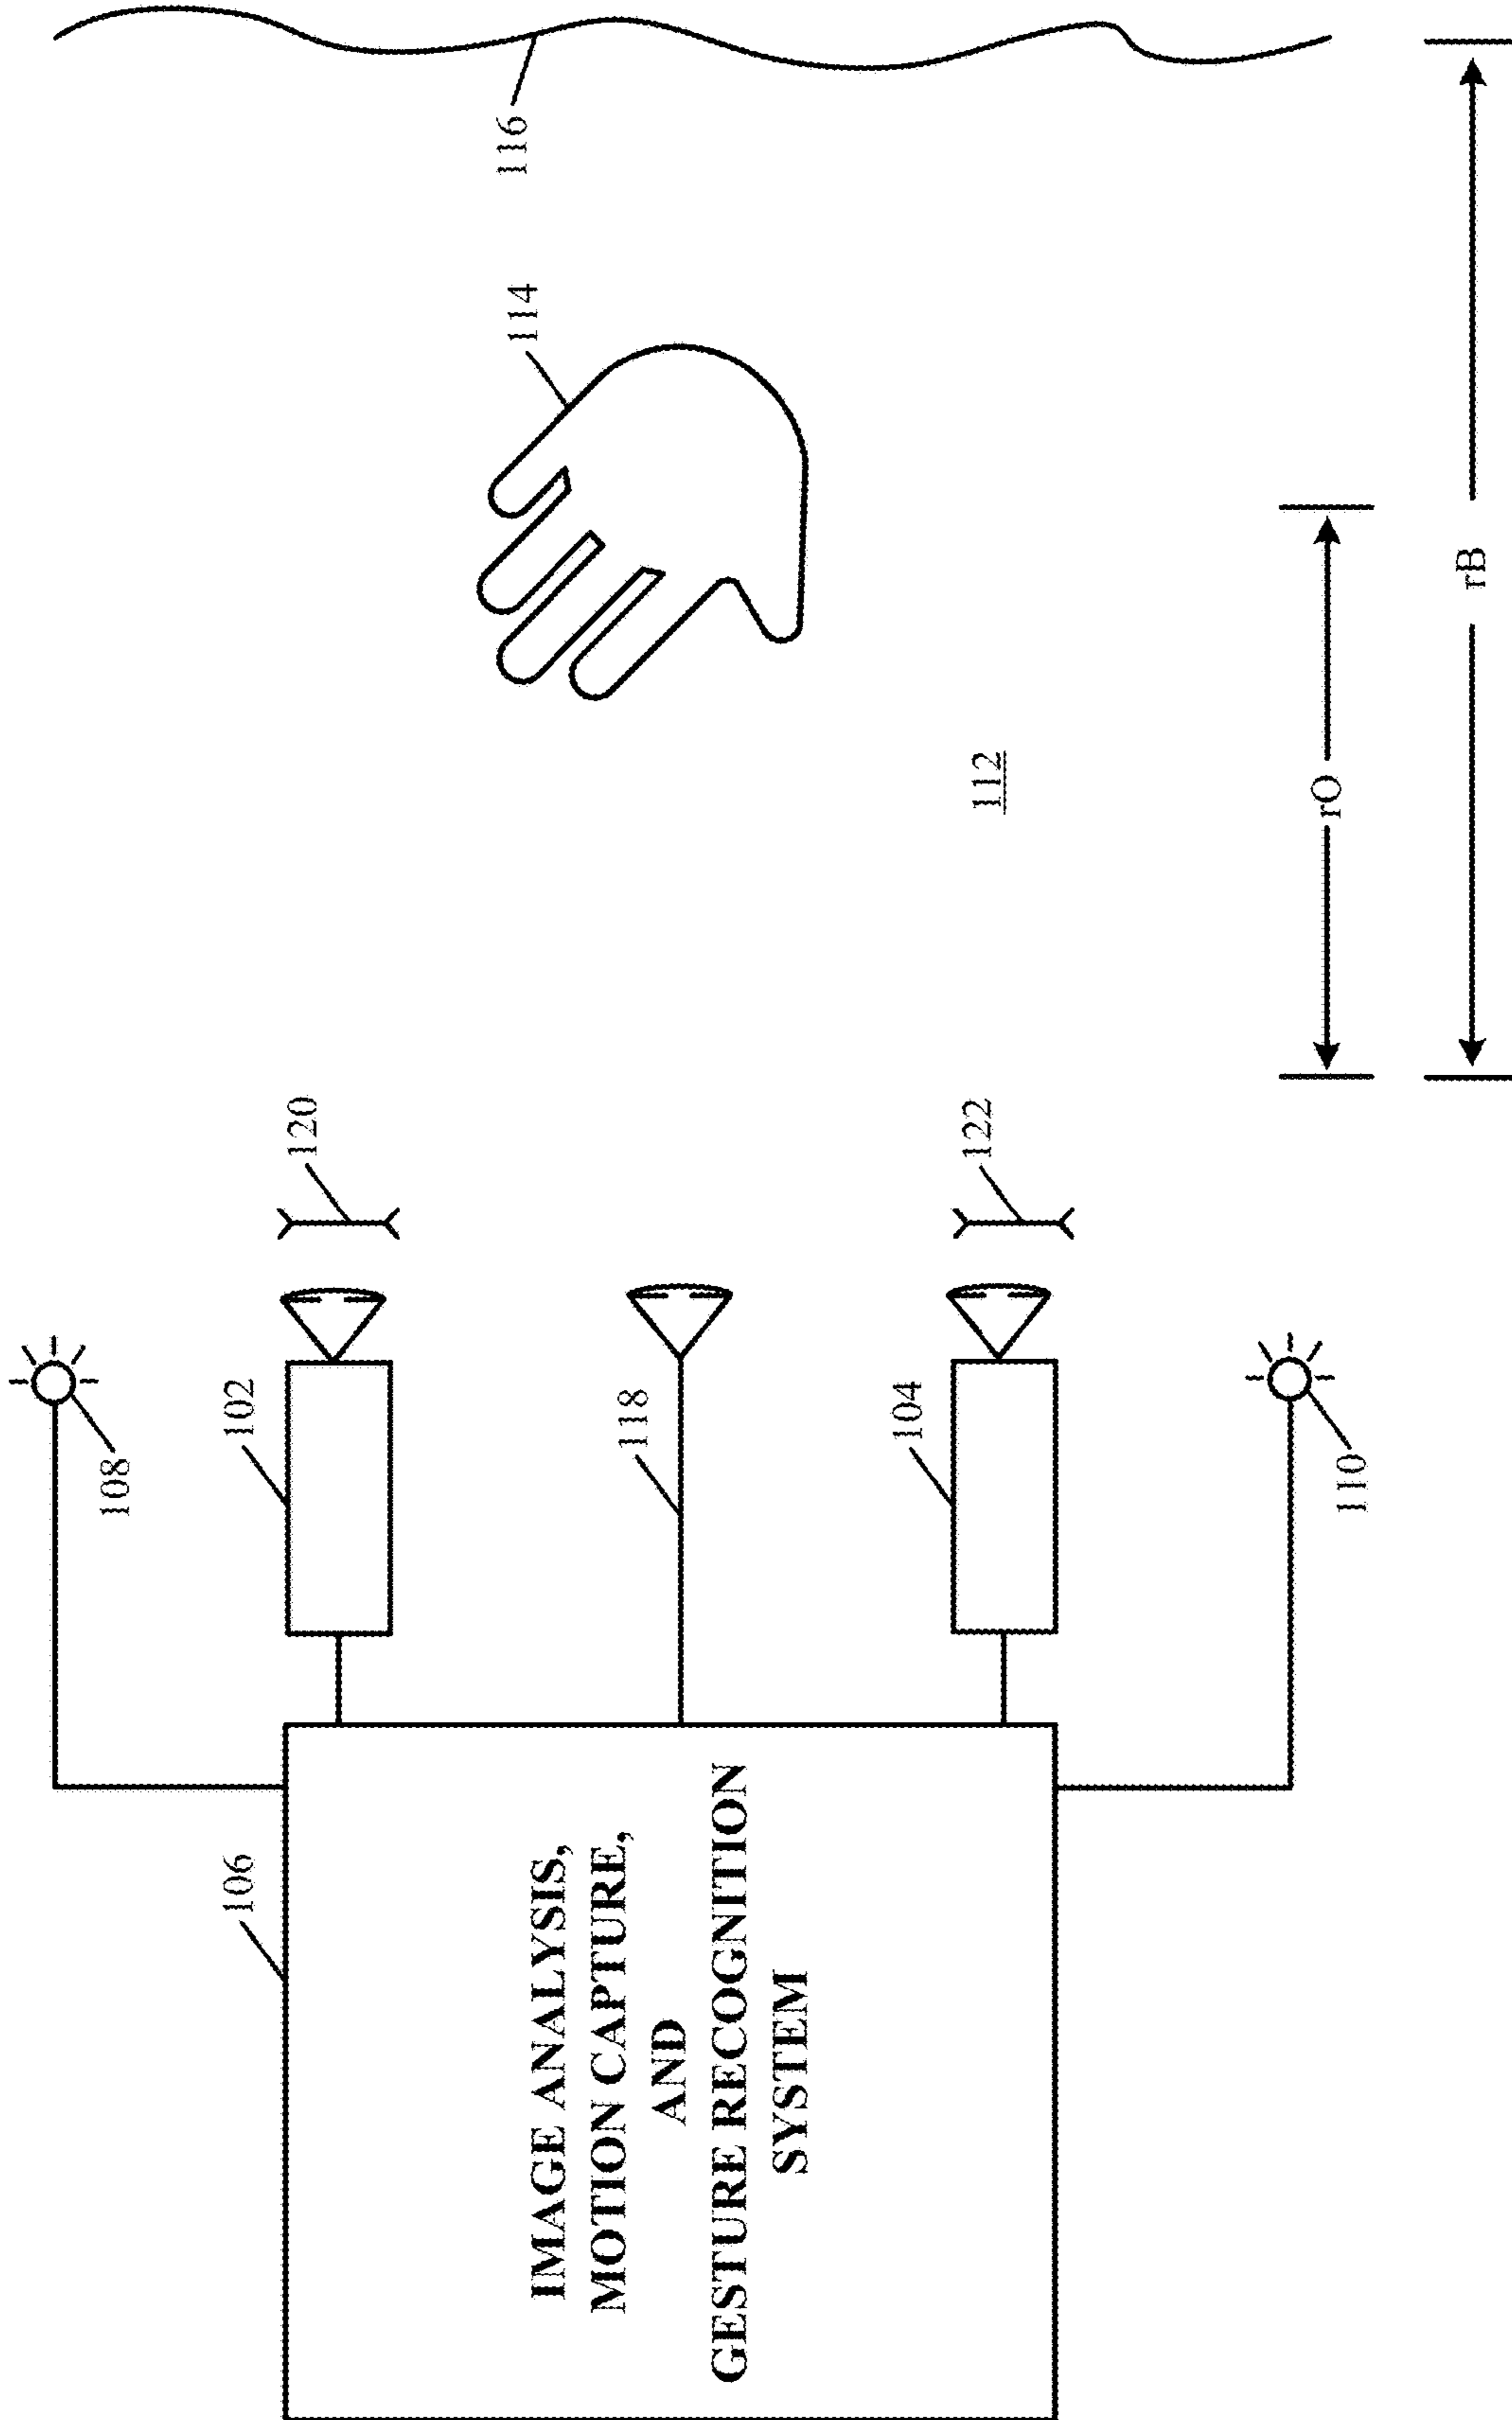 108
102
120
106
IMAGE ANALYSIS,
MOTION CAPTURE,
AND
GESTURE RECOGNITION
SYSTEM
118
104
122
110
114
116
112
rO
rB